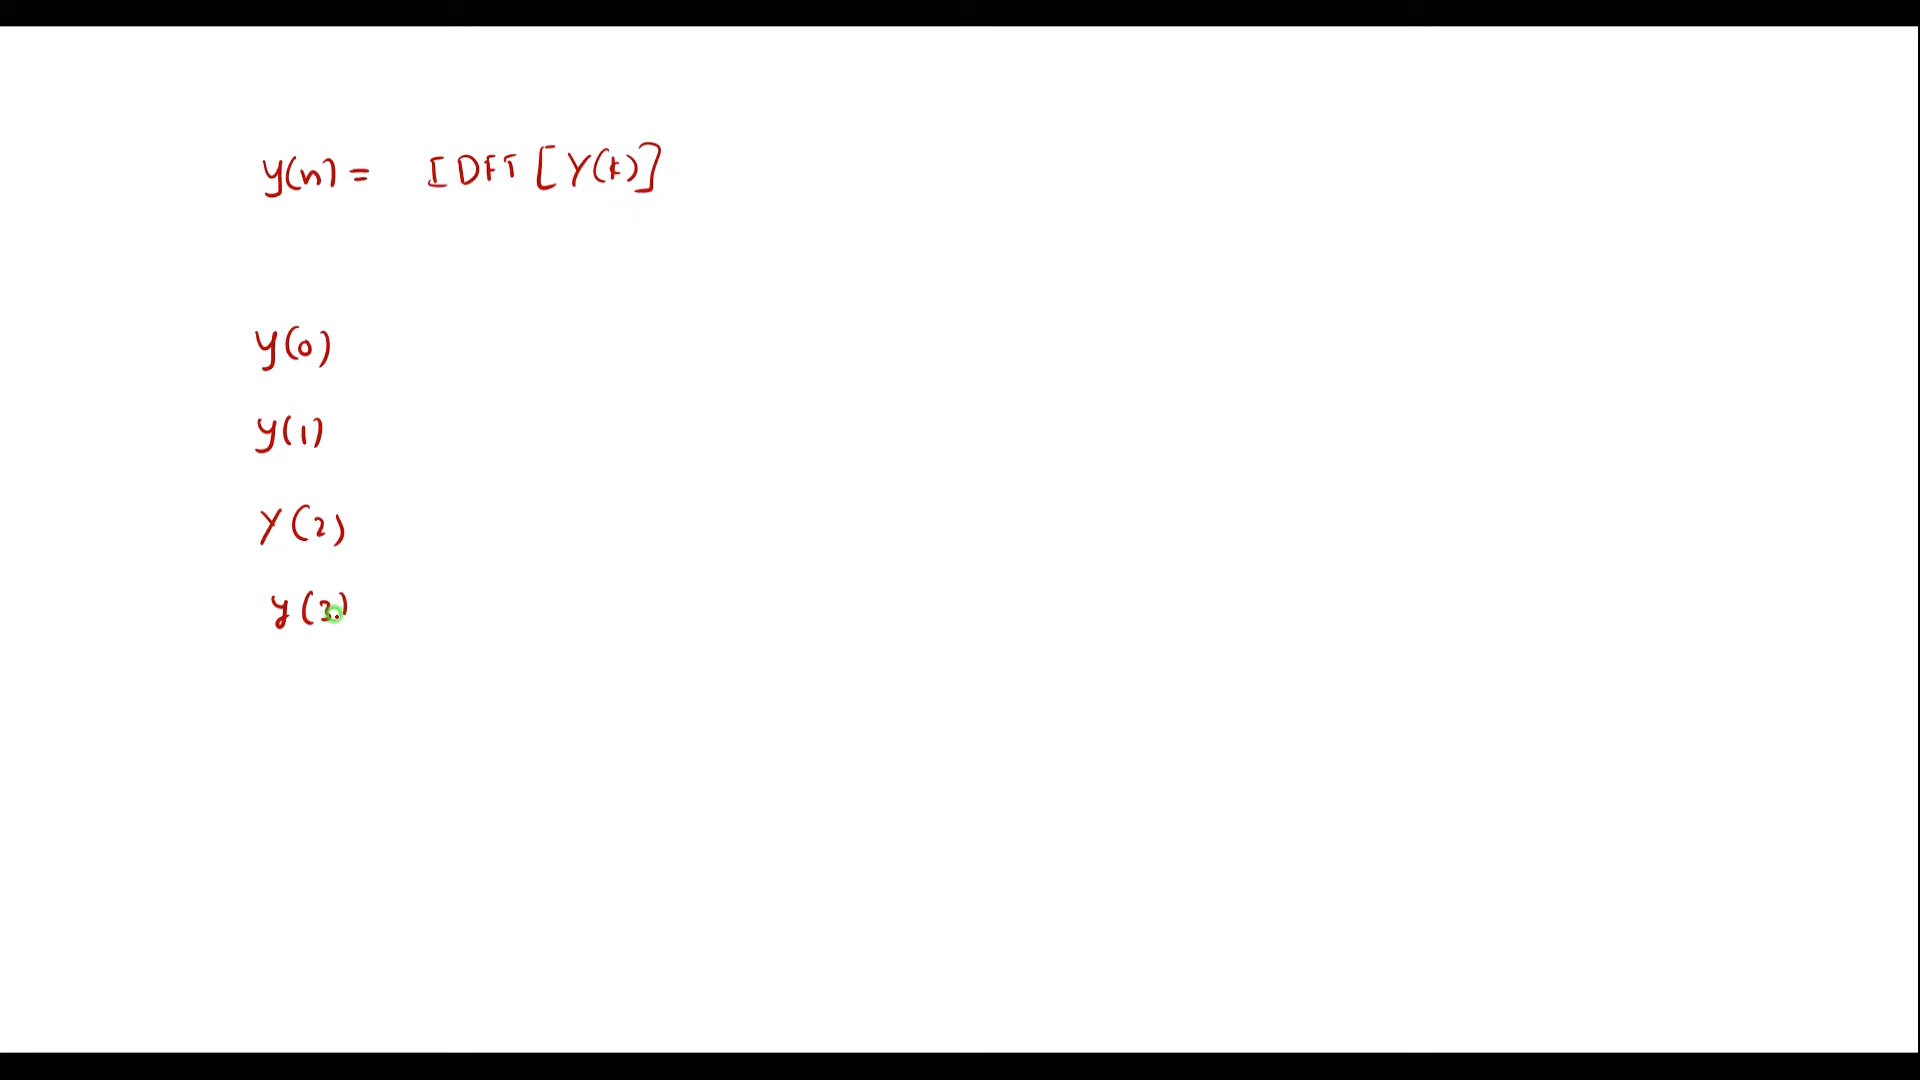 y(n) = IDFT [Y(k)]
y(0)
y(1)
y(2)
y(3)